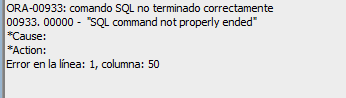 ORA-00933: comando SQL no terminado correctamente
00933. 00000 -  "SQL command not properly ended"
*Cause:
*Action:
Error en la línea: 1, columna: 50